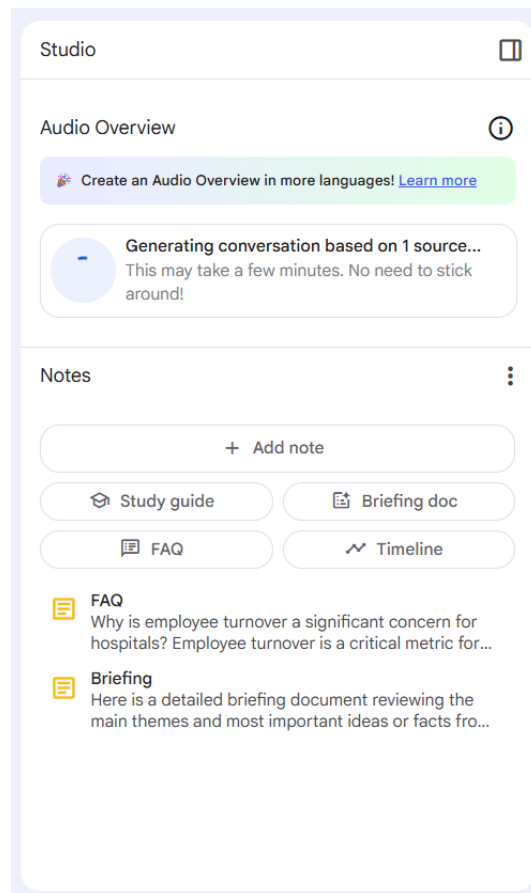 Studio
Audio Overview
🎉 Create an Audio Overview in more languages! Learn more
Generating conversation based on 1 source...
This may take a few minutes. No need to stick
around!
Notes
+ Add note
Study guide
Briefing doc
FAQ
Timeline
FAQ
Why is employee turnover a significant concern for
hospitals? Employee turnover is a critical metric for...
Briefing
Here is a detailed briefing document reviewing the
main themes and most important ideas or facts fro...